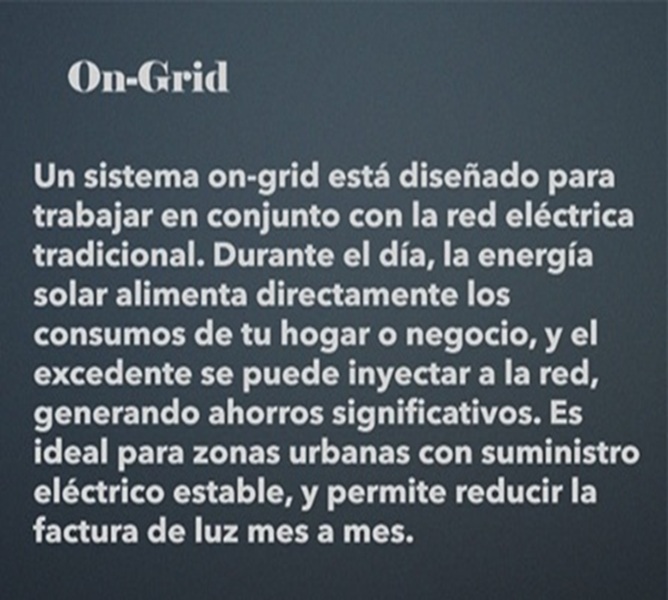 On-Grid
Un sistema on-grid está diseñado para
trabajar en conjunto con la red eléctrica
tradicional. Durante el día, la energía
solar alimenta directamente los
consumos de tu hogar o negocio, y el
excedente se puede inyectar a la red,
generando ahorros significativos. Es
ideal para zonas urbanas con suministro
eléctrico estable, y permite reducir la
factura de luz mes a mes.